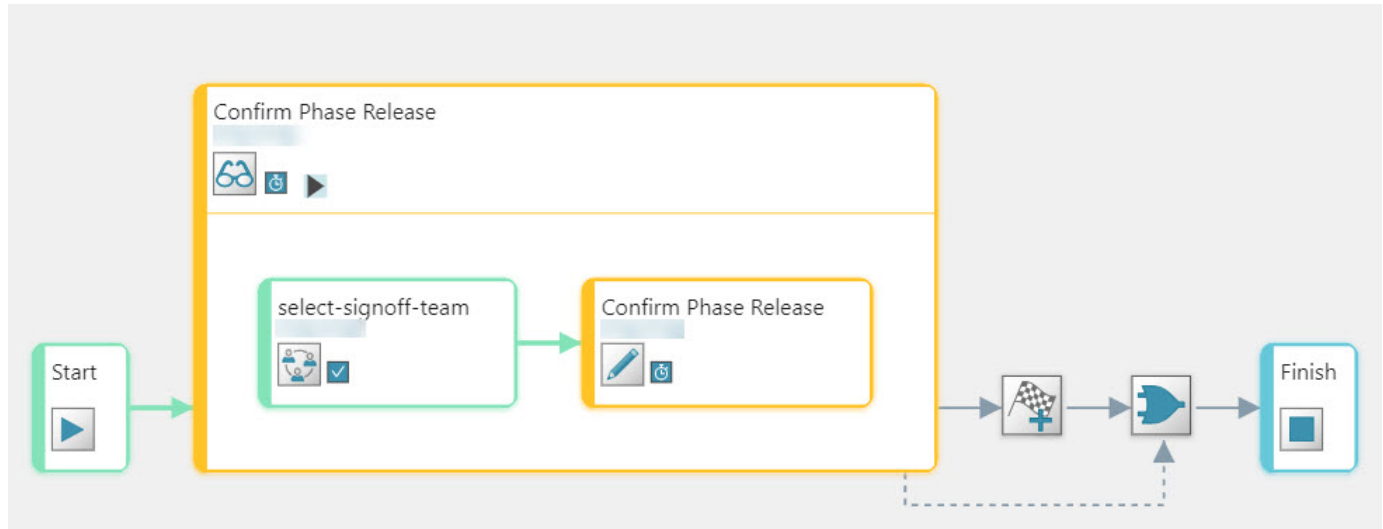 Confirm Phase Release
select-signoff-team
Confirm Phase Release
Start
Finish